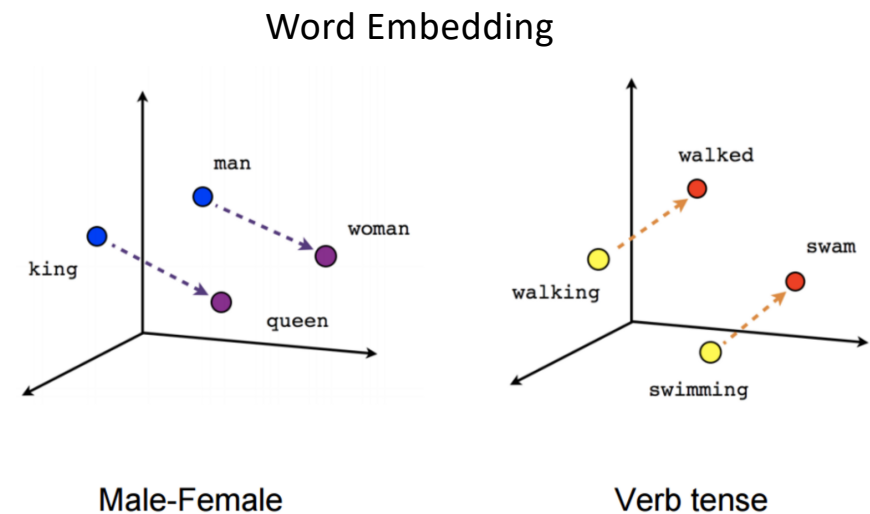 Word Embedding
man
woman
king
queen
Male-Female
walked
swam
walking
swimming
Verb tense